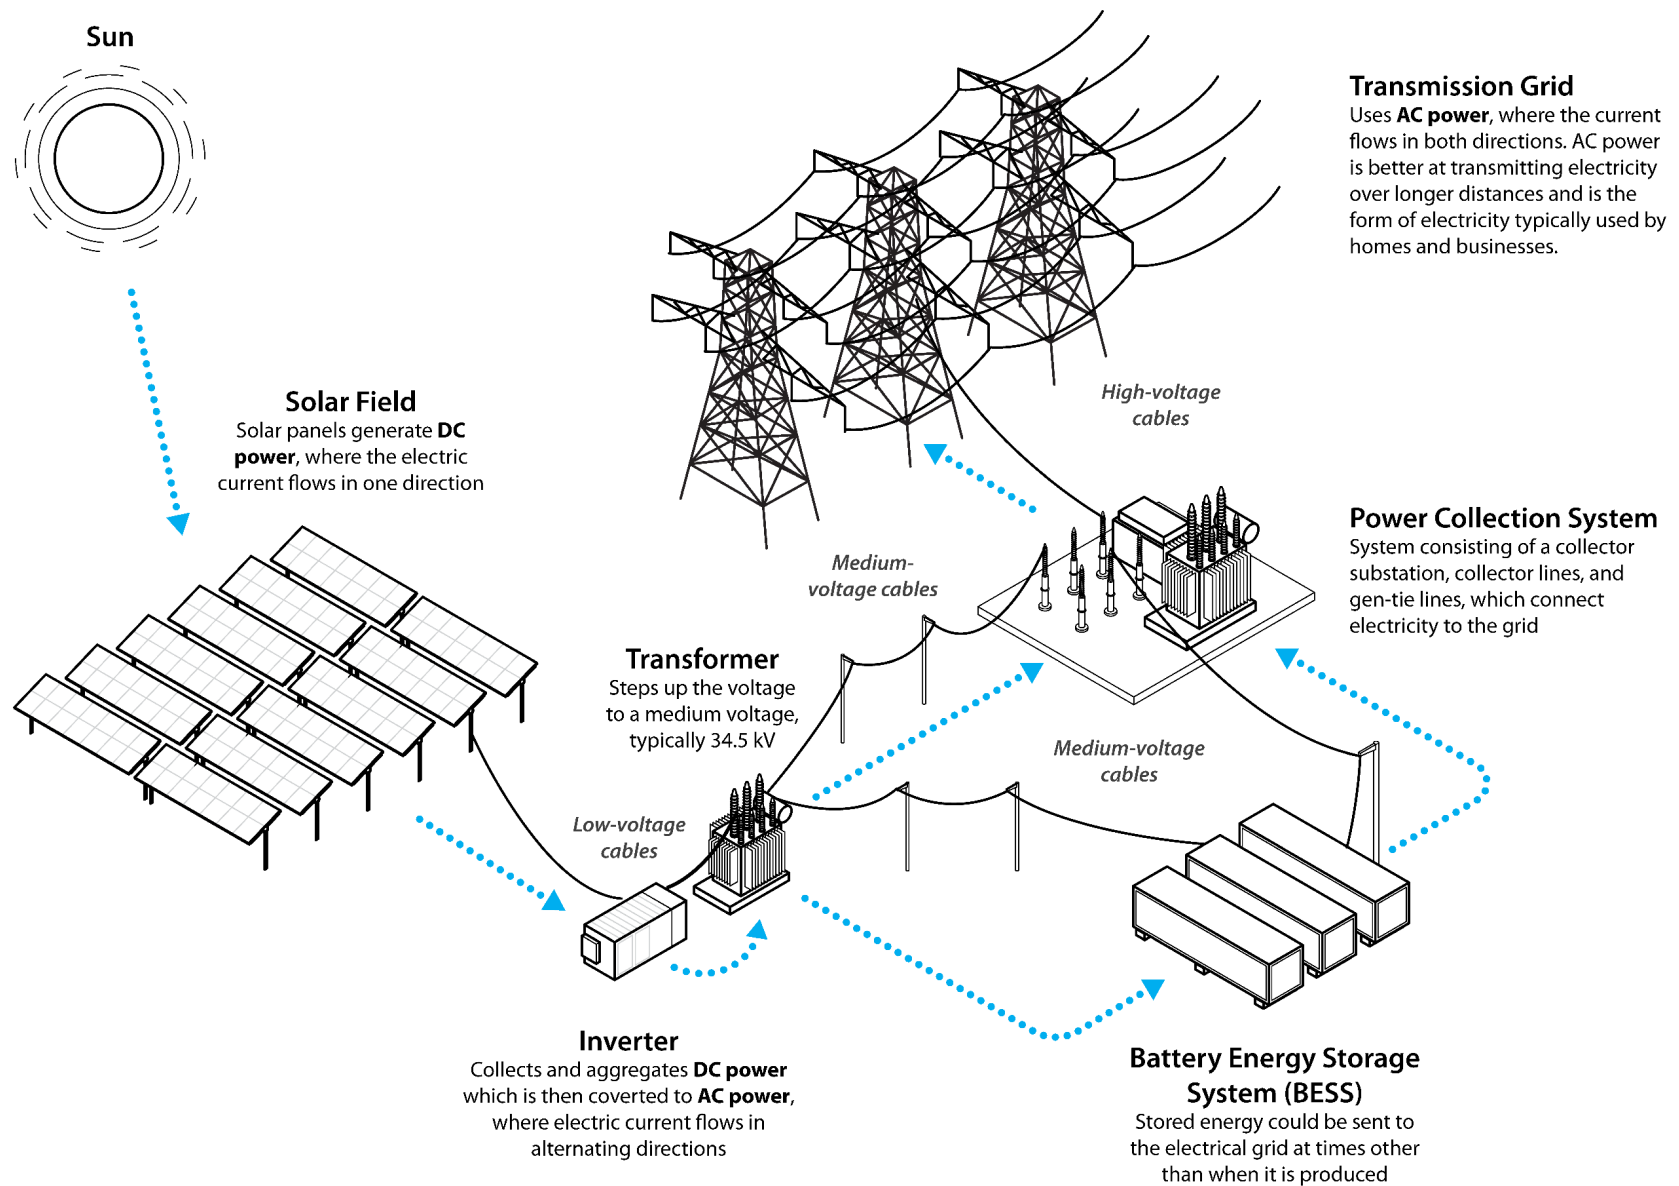 Sun
Transmission Grid
Uses AC power, where the current
flows in both directions. AC power
is better at transmitting electricity
over longer distances and is the
form of electricity typically used by
homes and businesses.
Solar Field
Solar panels generate DC
power, where the electric
current flows in one direction
High-voltage
cables
Power Collection System
System consisting of a collector
substation, collector lines, and
gen-tie lines, which connect
electricity to the grid
Medium-
voltage cables
Transformer
Steps up the voltage
to a medium voltage,
typically 34.5 kV
Medium-voltage
cables
Low-voltage
cables
Inverter
Collects and aggregates DC power
which is then coverted to AC power,
where electric current flows in
alternating directions
Battery Energy Storage
System (BESS)
Stored energy could be sent to
the electrical grid at times other
than when it is produced